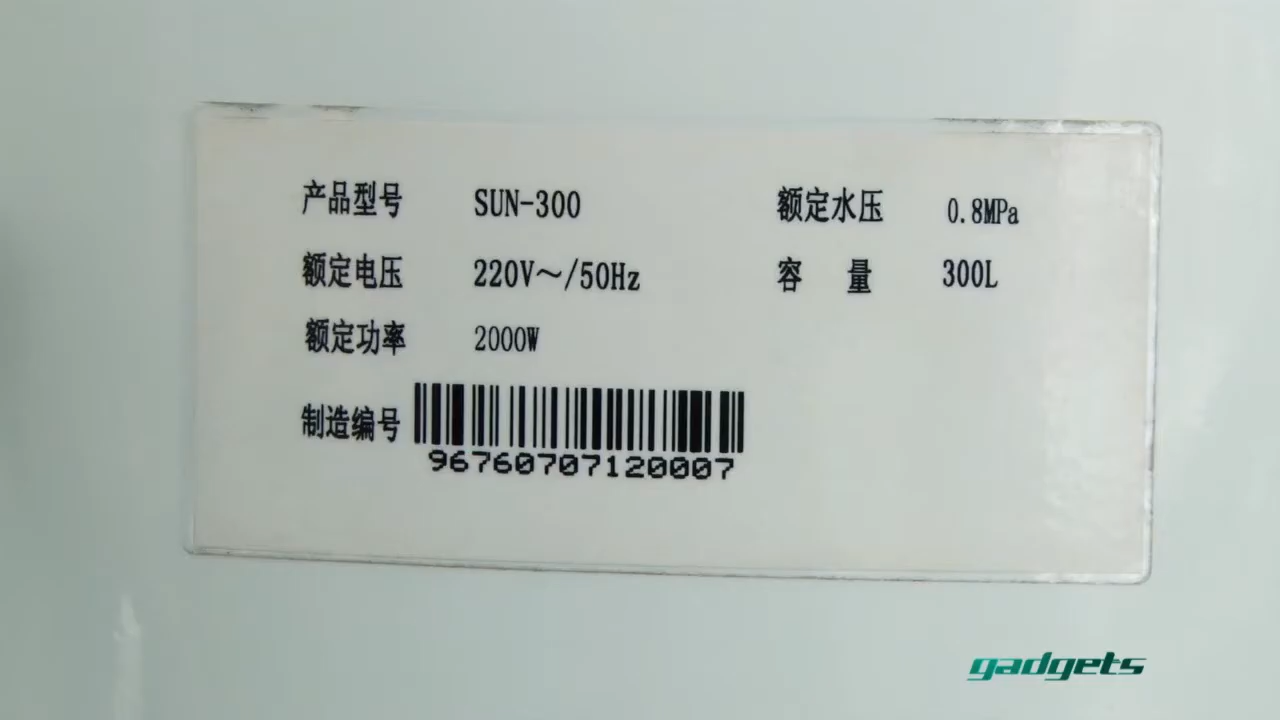 产品型号 SUN-300 额定水压 0.8MPa
额定电压 220V～/50Hz 容 量 300L
额定功率 2000W
制造编号
96760707120007
gadgets